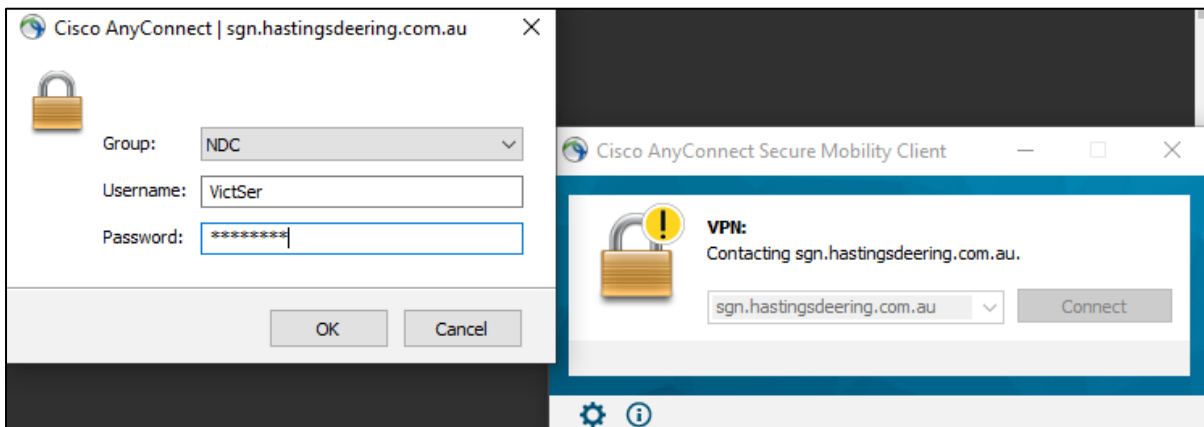 Cisco AnyConnect | sgn.hastingsdeering.com.au
Group: NDC
Username: VictSer
Password: ********
OK Cancel
Cisco AnyConnect Secure Mobility Client
VPN:
Contacting sgn.hastingsdeering.com.au.
sgn.hastingsdeering.com.au Connect